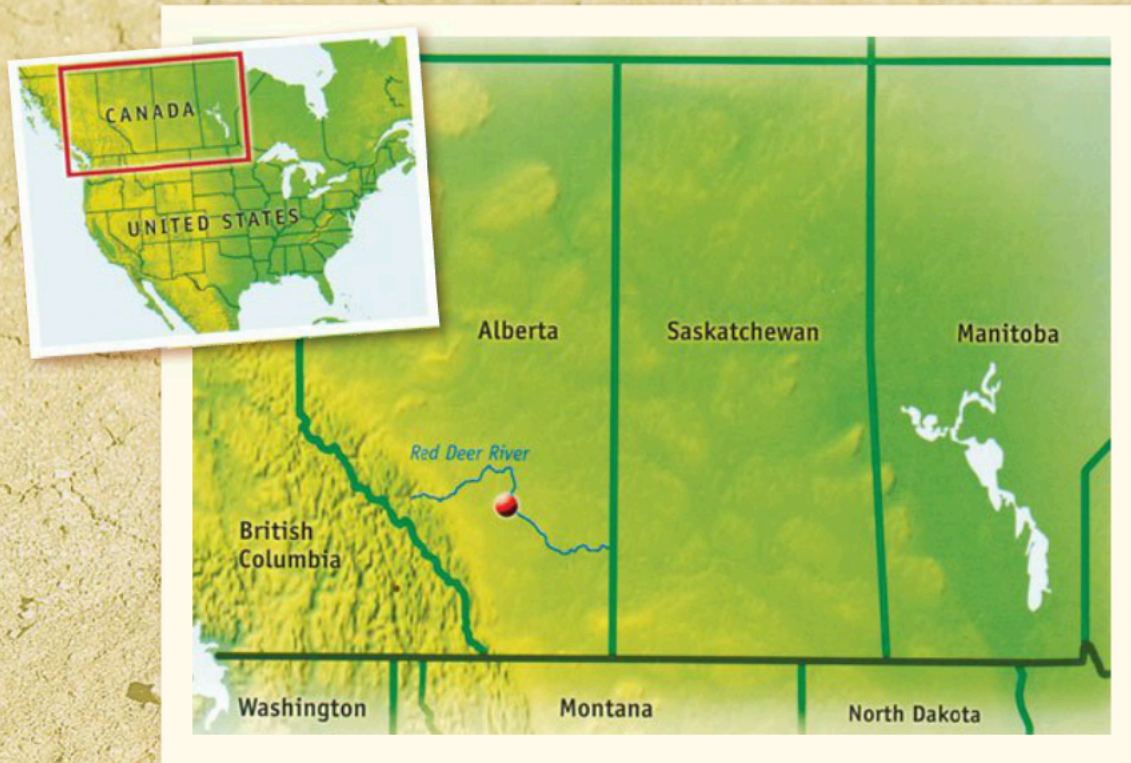 CANADA
UNITED STATES
Alberta
Saskatchewan
Manitoba
Red Deer River
British
Columbia
Washington
Montana
North Dakota